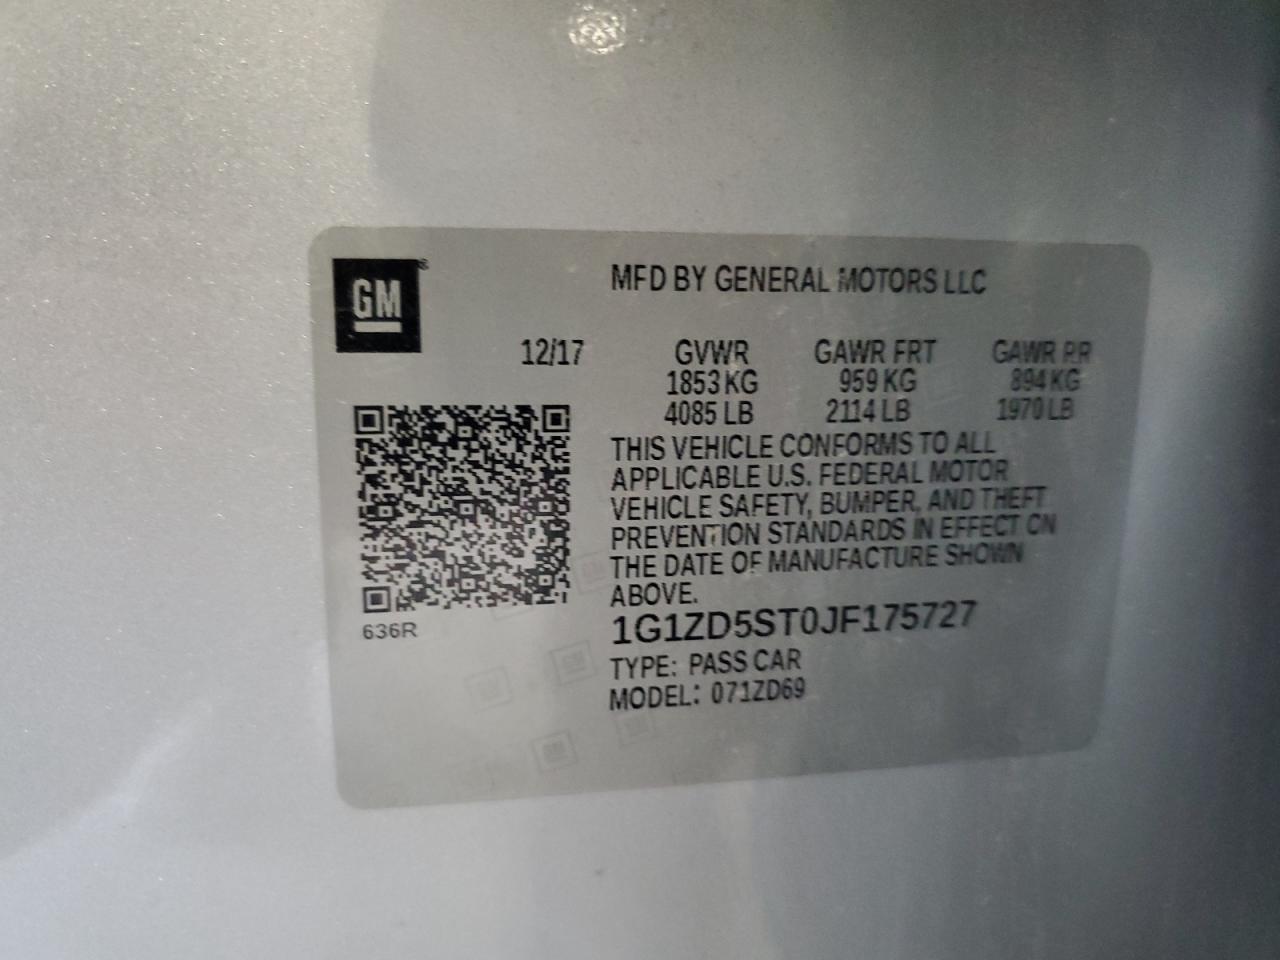 GM®
MFD BY GENERAL MOTORS LLC
12/17 GVWR GAWR FRT GAWR RR
1853 KG 959 KG 894 KG
4085 LB 2114 LB 1970 LB
THIS VEHICLE CONFORMS TO ALL
APPLICABLE U.S. FEDERAL MOTOR
VEHICLE SAFETY, BUMPER, AND THEFT
PREVENTION STANDARDS IN EFFECT ON
THE DATE OF MANUFACTURE SHOWN
ABOVE.
1G1ZD5ST0JF175727
636R
TYPE: PASS CAR
MODEL: 071ZD69